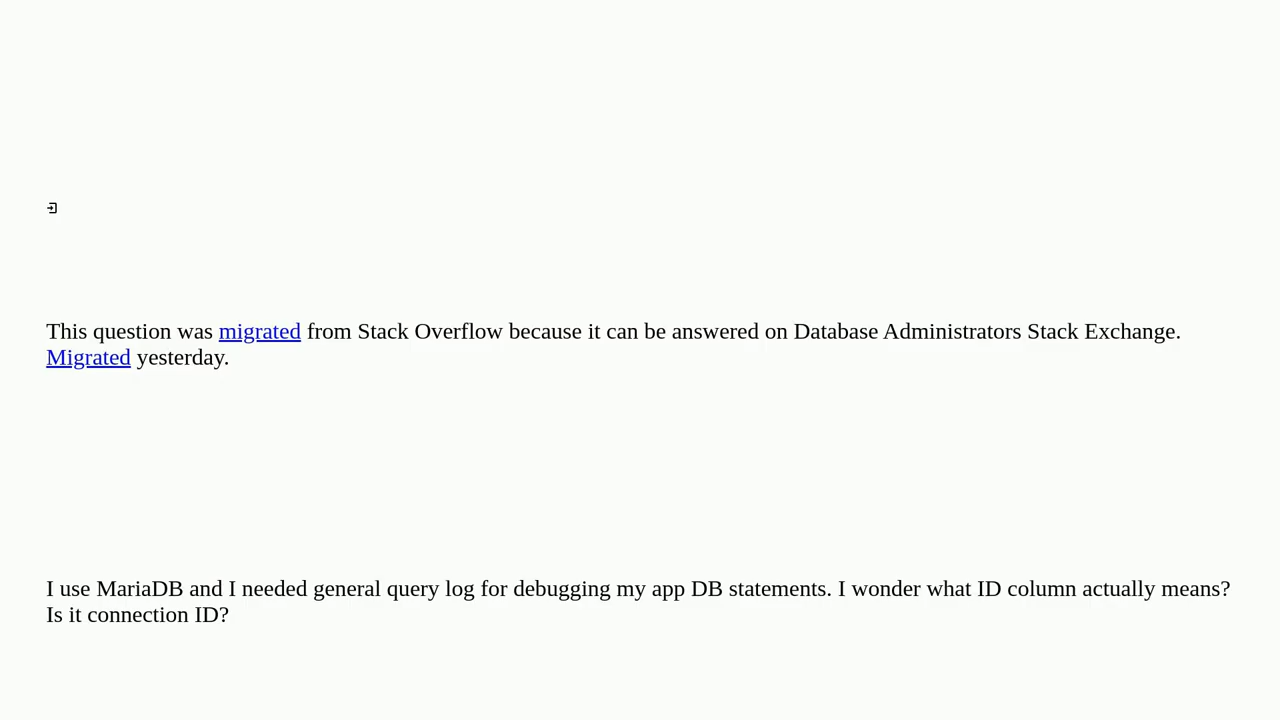 This question was migrated from Stack Overflow because it can be answered on Database Administrators Stack Exchange.
Migrated yesterday.
I use MariaDB and I needed general query log for debugging my app DB statements. I wonder what ID column actually means?
Is it connection ID?